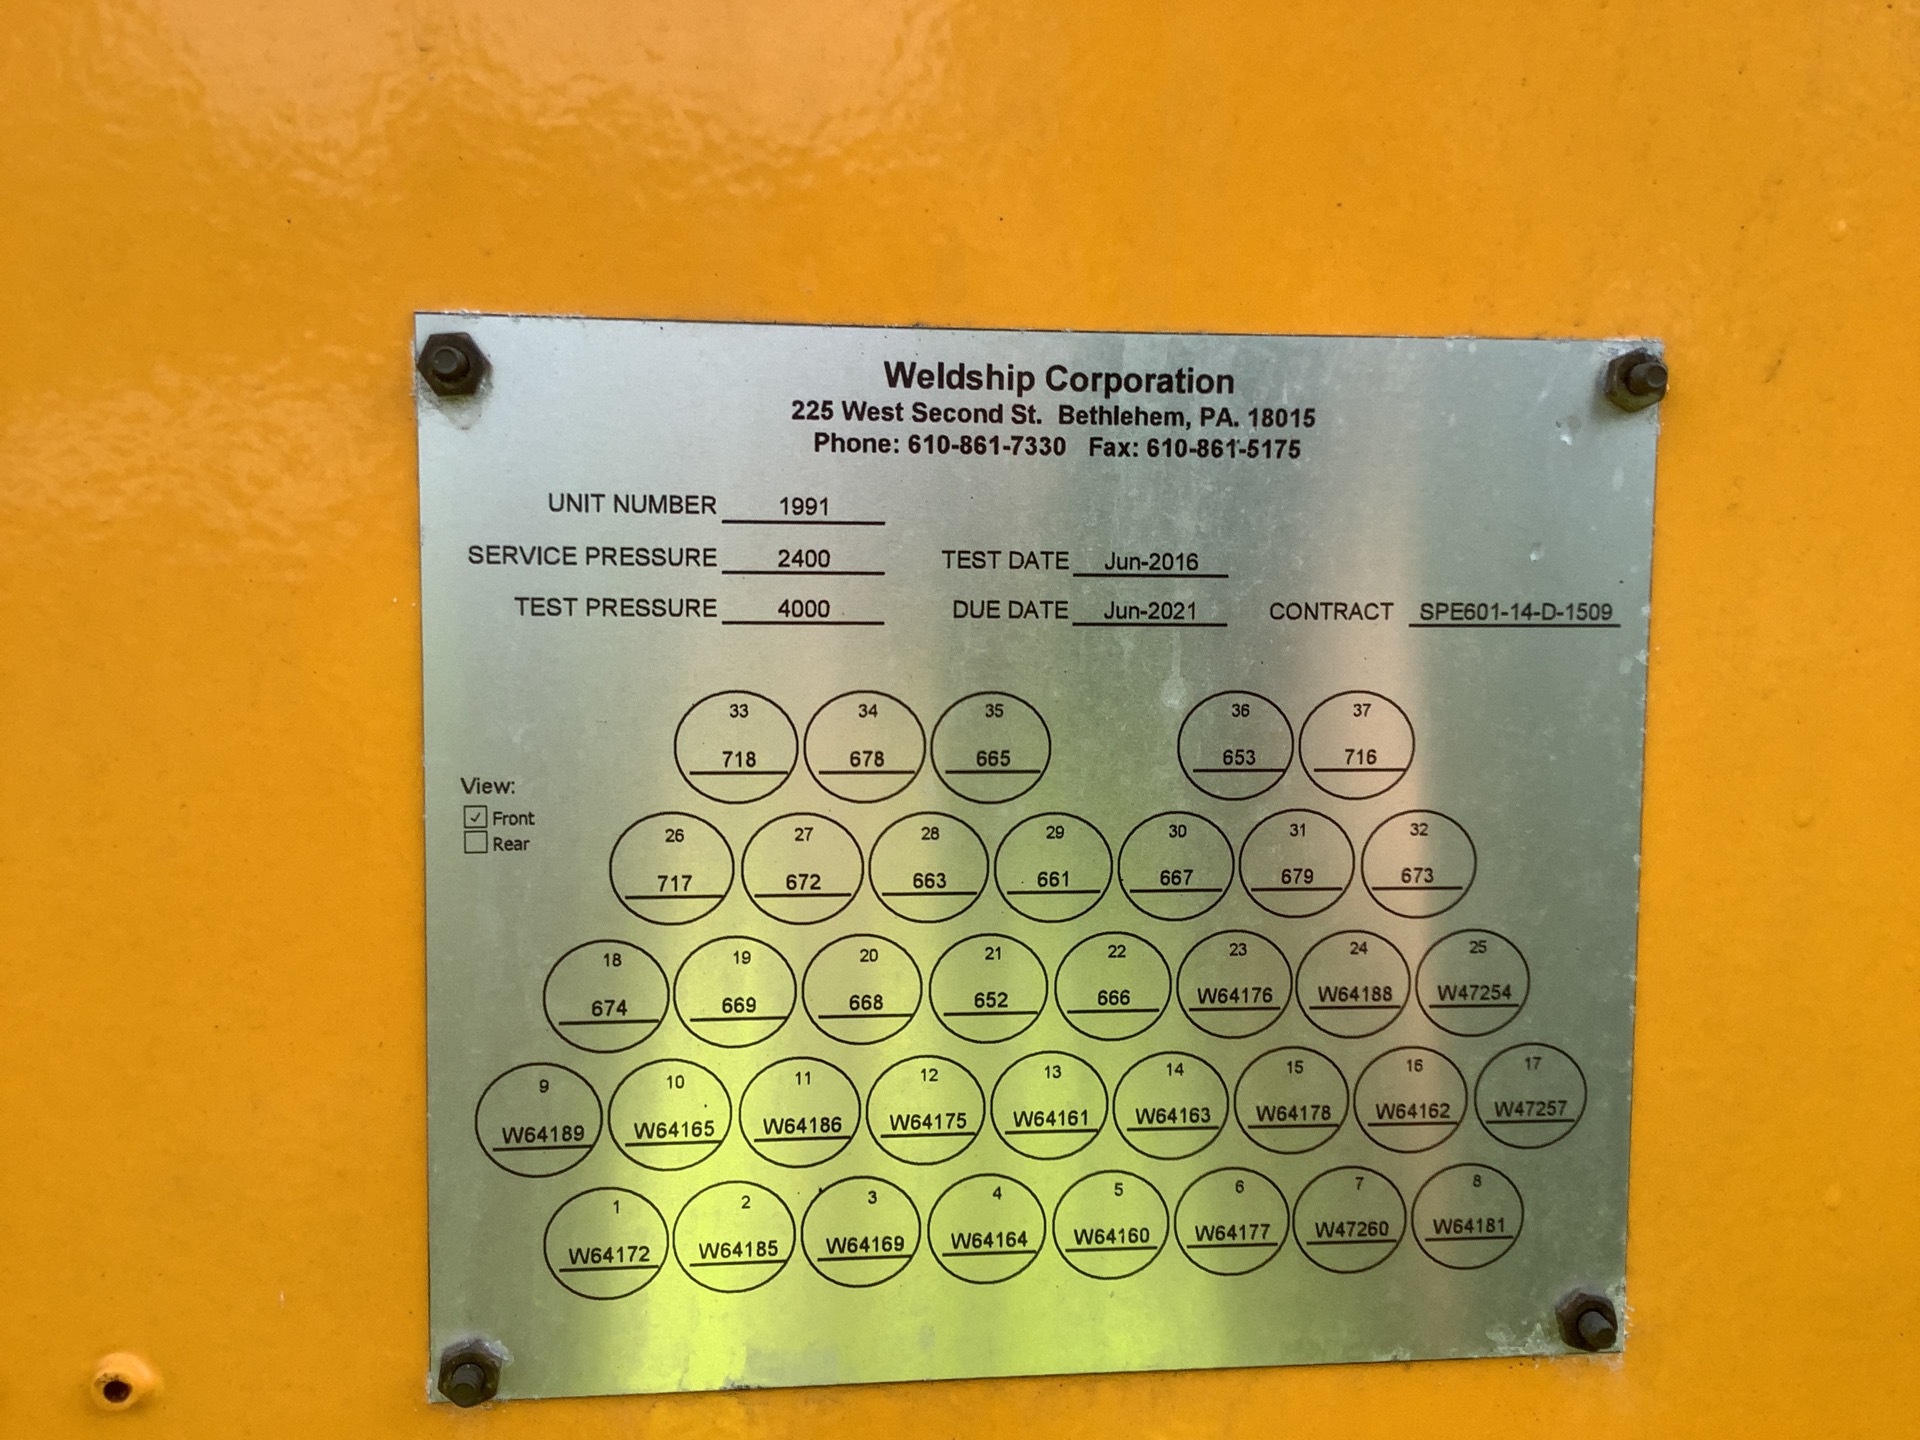 Weldship Corporation
225 West Second St. Bethlehem, PA. 18015
Phone: 610-861-7330 Fax: 610-861-5175
UNIT NUMBER 1991
SERVICE PRESSURE 2400 TEST DATE Jun-2016
TEST PRESSURE 4000 DUE DATE Jun-2021 CONTRACT SPE601-14-D-1509
33 34 35 36 37
718 678 665 653 716
View:
✓ Front
Rear
26 27 28 29 30 31 32
717 672 663 661 667 679 673
18 19 20 21 22 23 24 25
674 669 668 652 666 W64176 W64188 W47254
9 10 11 12 13 14 15 16 17
W64189 W64165 W64186 W64175 W64161 W64163 W64178 W64162 W47257
1 2 3 4 5 6 7 8
W64172 W64185 W64169 W64164 W64160 W64177 W47260 W64181